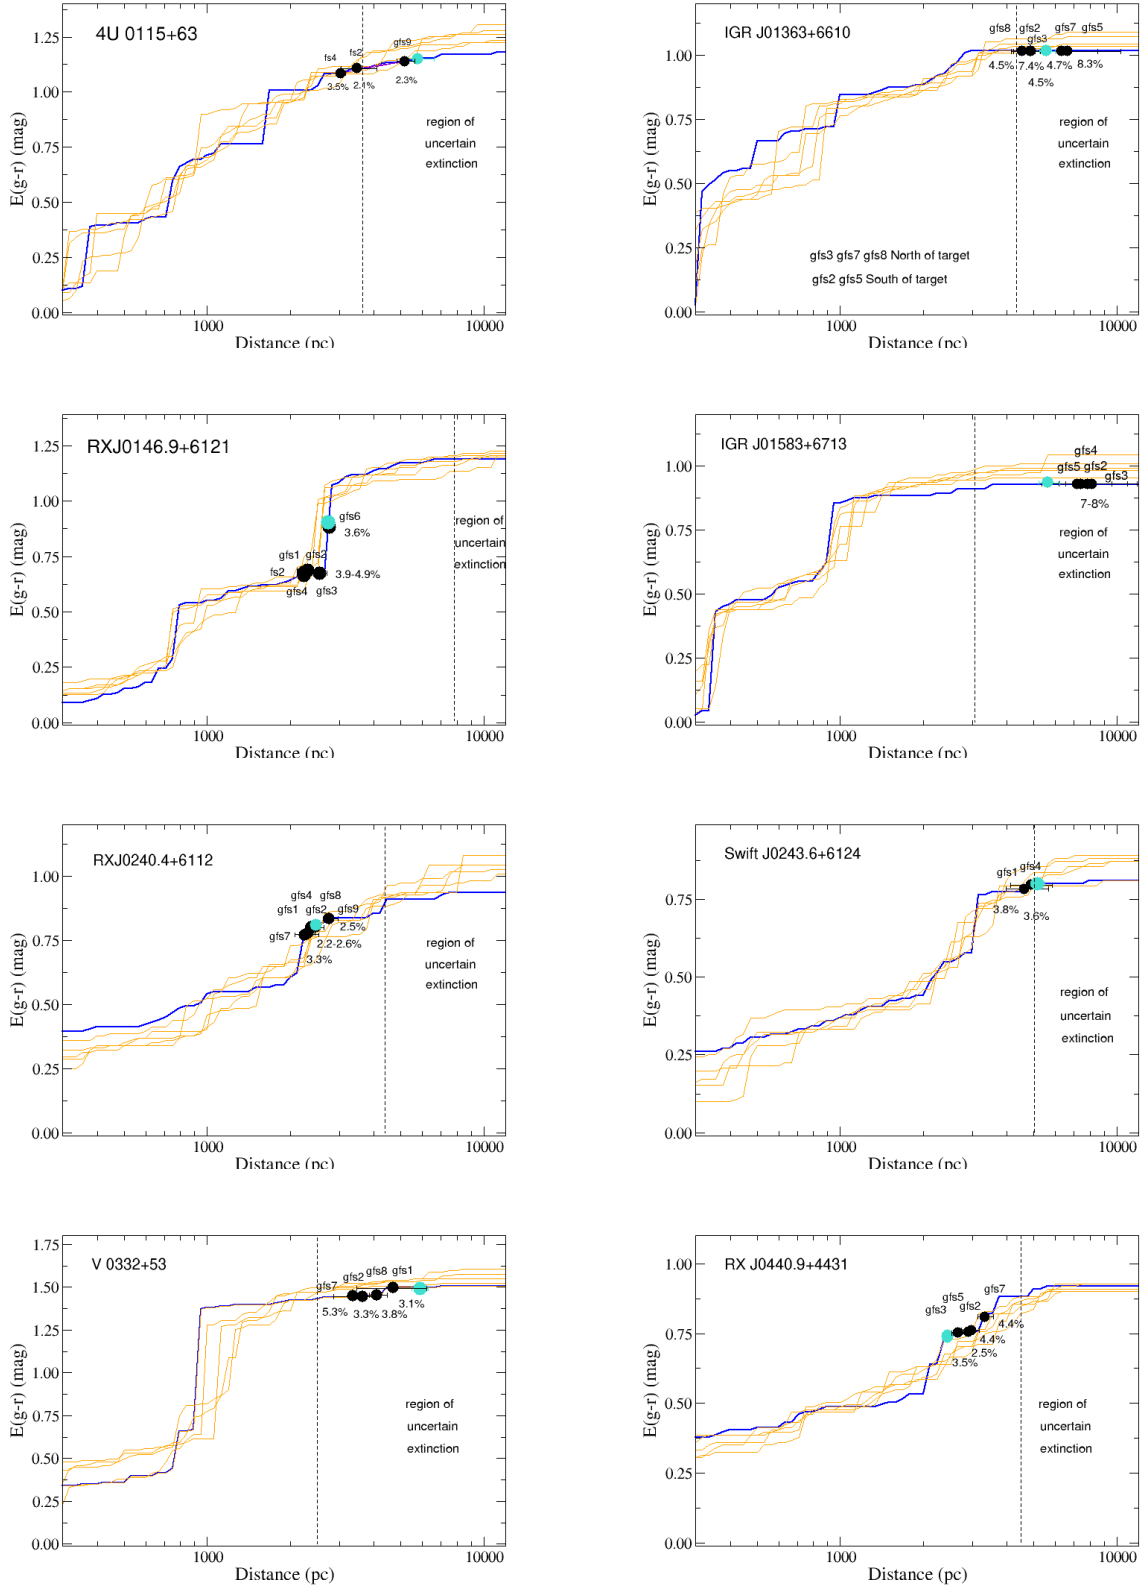 4U 0115+63
fs4
fs2
gfs9
3.5%
2.1%
2.3%
region of
uncertain
extinction
1.25
1.00
0.75
0.50
0.25
0.00
E(g-r) (mag)
1000
10000
Distance (pc)
IGR J01363+6610
gfs8 gfs2 gfs7 gfs5
gfs3
4.5% 7.4% 4.7% 8.3%
4.5%
region of
uncertain
extinction
gfs3 gfs7 gfs8 North of target
gfs2 gfs5 South of target
1.00
0.75
0.50
0.25
0.00
E(g-r) (mag)
1000
10000
Distance (pc)
RXJ0146.9+6121
gfs6
3.6%
gfs1 gfs2
fs2
3.9-4.9%
gfs4 gfs3
region of
uncertain
extinction
1.25
1.00
0.75
0.50
0.25
0.00
E(g-r) (mag)
1000
10000
Distance (pc)
IGR J01583+6713
gfs4
gfs5 gfs2
gfs3
7-8%
region of
uncertain
extinction
1.00
0.75
0.50
0.25
0.00
E(g-r) (mag)
1000
10000
Distance (pc)
RXJ0240.4+6112
gfs4 gfs8
gfs1 gfs2 gfs9
2.5%
gfs7
2.2-2.6%
3.3%
region of
uncertain
extinction
1.00
0.75
0.50
0.25
0.00
E(g-r) (mag)
1000
10000
Distance (pc)
Swift J0243.6+6124
gfs1 gfs4
3.8% 3.6%
region of
uncertain
extinction
0.75
0.50
0.25
0.00
E(g-r) (mag)
1000
10000
Distance (pc)
V 0332+53
gfs7 gfs2 gfs8 gfs1
5.3% 3.3% 3.8% 3.1%
region of
uncertain
extinction
1.75
1.50
1.25
1.00
0.75
0.50
0.25
0.00
E(g-r) (mag)
1000
10000
Distance (pc)
RX J0440.9+4431
gfs7
gfs5
gfs3 gfs2
4.4%
4.4%
2.5%
3.5%
region of
uncertain
extinction
1.00
0.75
0.50
0.25
0.00
E(g-r) (mag)
1000
10000
Distance (pc)